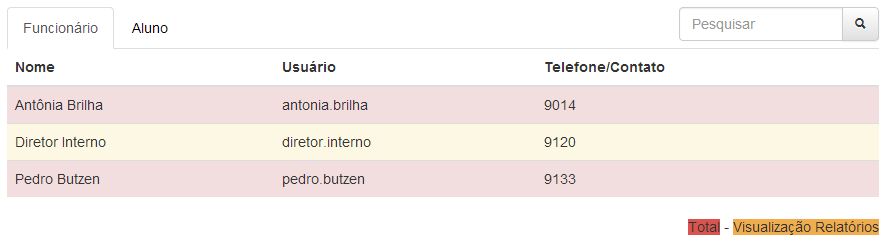 Funcionário Aluno Pesquisar
Nome Usuário Telefone/Contato
Antônia Brilha antonia.brilha 9014
Diretor Interno diretor.interno 9120
Pedro Butzen pedro.butzen 9133
Total - Visualização Relatórios